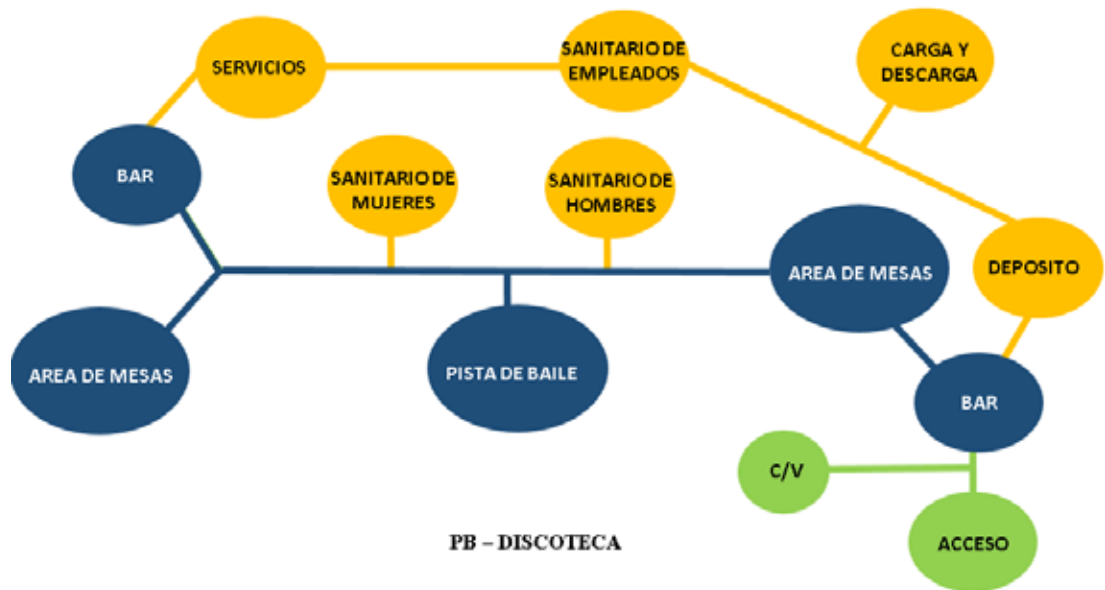 SERVICIOS
SANITARIO DE
EMPLEADOS
CARGA Y
DESCARGA
BAR
SANITARIO DE
MUJERES
SANITARIO DE
HOMBRES
AREA DE MESAS
DEPOSITO
AREA DE MESAS
PISTA DE BAILE
BAR
C/V
ACCESO
PB – DISCOTECA